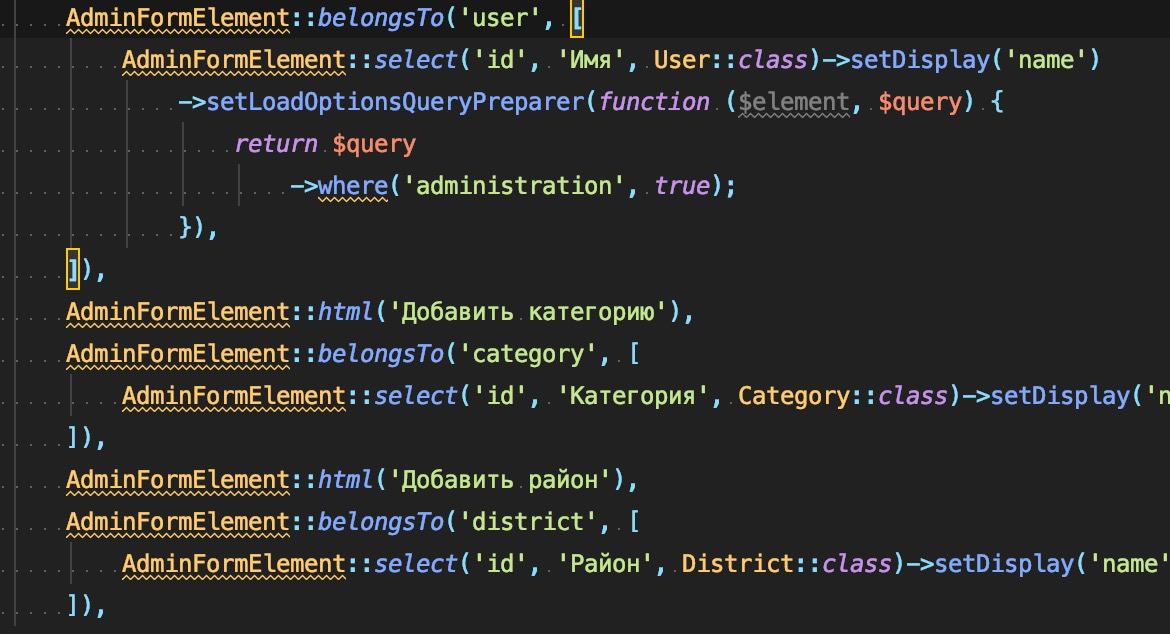 AdminFormElement::belongsTo('user', [
AdminFormElement::select('id', 'Имя', User::class)->setDisplay('name')
->setLoadOptionsQueryPreparer(function ($element, $query) {
return $query
->where('administration', true);
}),
]),
AdminFormElement::html('Добавить категорию'),
AdminFormElement::belongsTo('category', [
AdminFormElement::select('id', 'Категория', Category::class)->setDisplay('n
]),
AdminFormElement::html('Добавить район'),
AdminFormElement::belongsTo('district', [
AdminFormElement::select('id', 'Район', District::class)->setDisplay('name'
]),